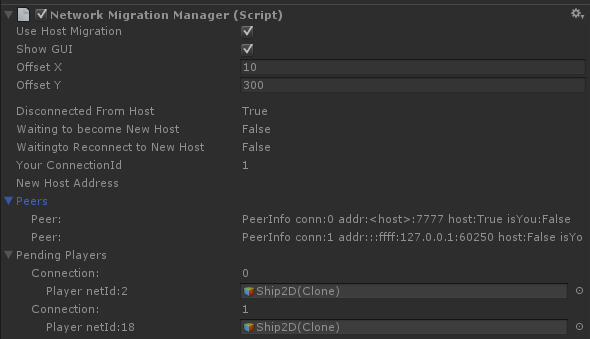 Network Migration Manager (Script)
Use Host Migration
Show GUI
Offset X 10
Offset Y 300
Disconnected From Host True
Waiting to become New Host False
Waitingto Reconnect to New Host False
Your ConnectionId 1
New Host Address
Peers
Peer: PeerInfo conn:0 addr:<host>:7777 host:True isYou:False
Peer: PeerInfo conn:1 addr:::ffff:127.0.0.1:60250 host:False isYo
Pending Players
Connection: 0
Player netId:2 Ship2D(Clone)
Connection: 1
Player netId:18 Ship2D(Clone)